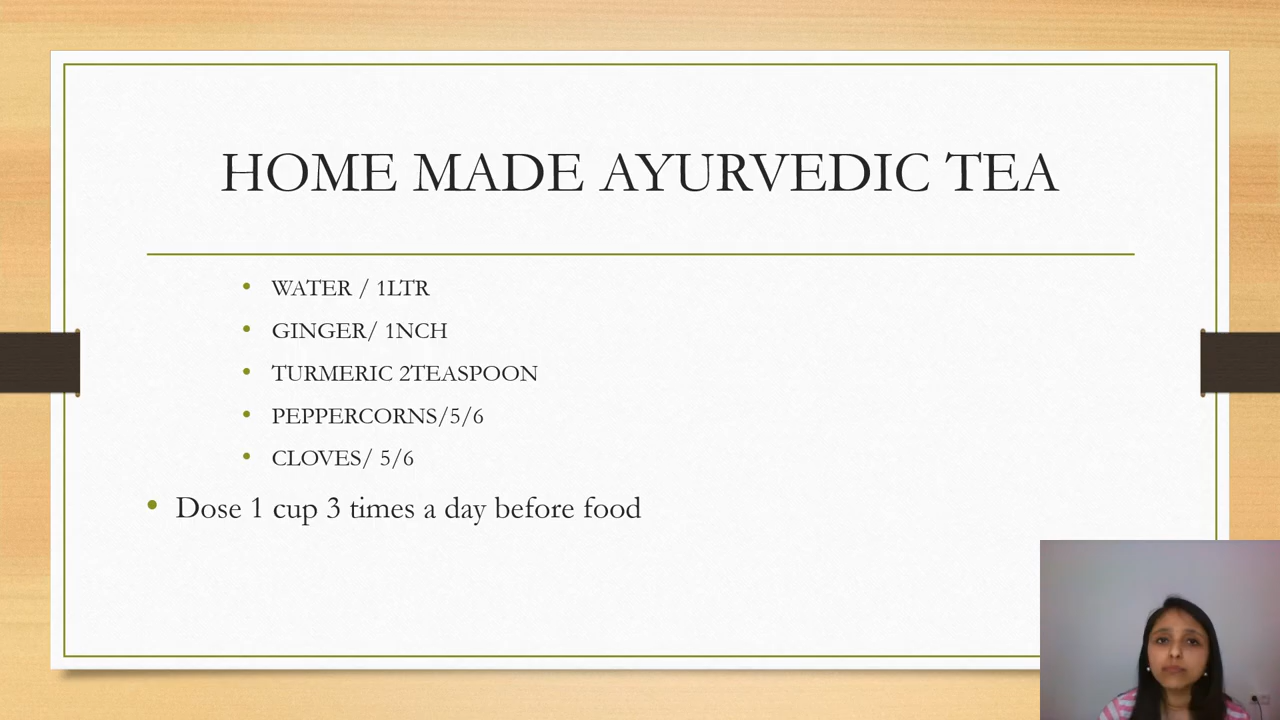 HOME MADE AYURVEDIC TEA
WATER / 1LTR
GINGER/ 1NCH
TURMERIC 2TEASPOON
PEPPERCORNS/5/6
CLOVES/ 5/6
Dose 1 cup 3 times a day before food